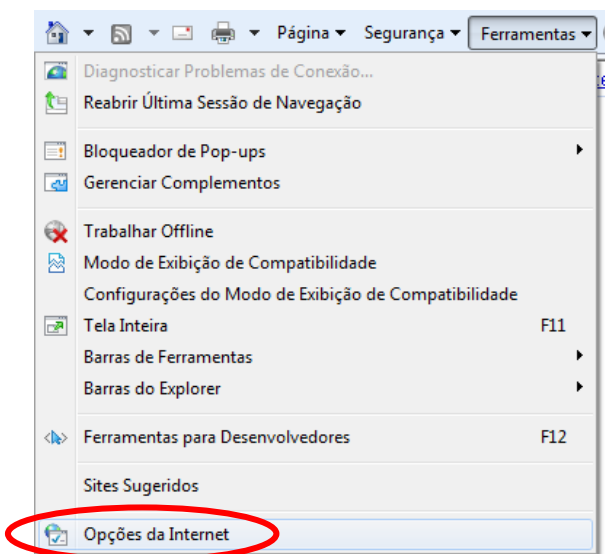 Página Segurança Ferramentas
Diagnosticar Problemas de Conexão...
Reabrir Última Sessão de Navegação
Bloqueador de Pop-ups
Gerenciar Complementos
Trabalhar Offline
Modo de Exibição de Compatibilidade
Configurações do Modo de Exibição de Compatibilidade
Tela Inteira F11
Barras de Ferramentas
Barras do Explorer
Ferramentas para Desenvolvedores F12
Sites Sugeridos
Opções da Internet